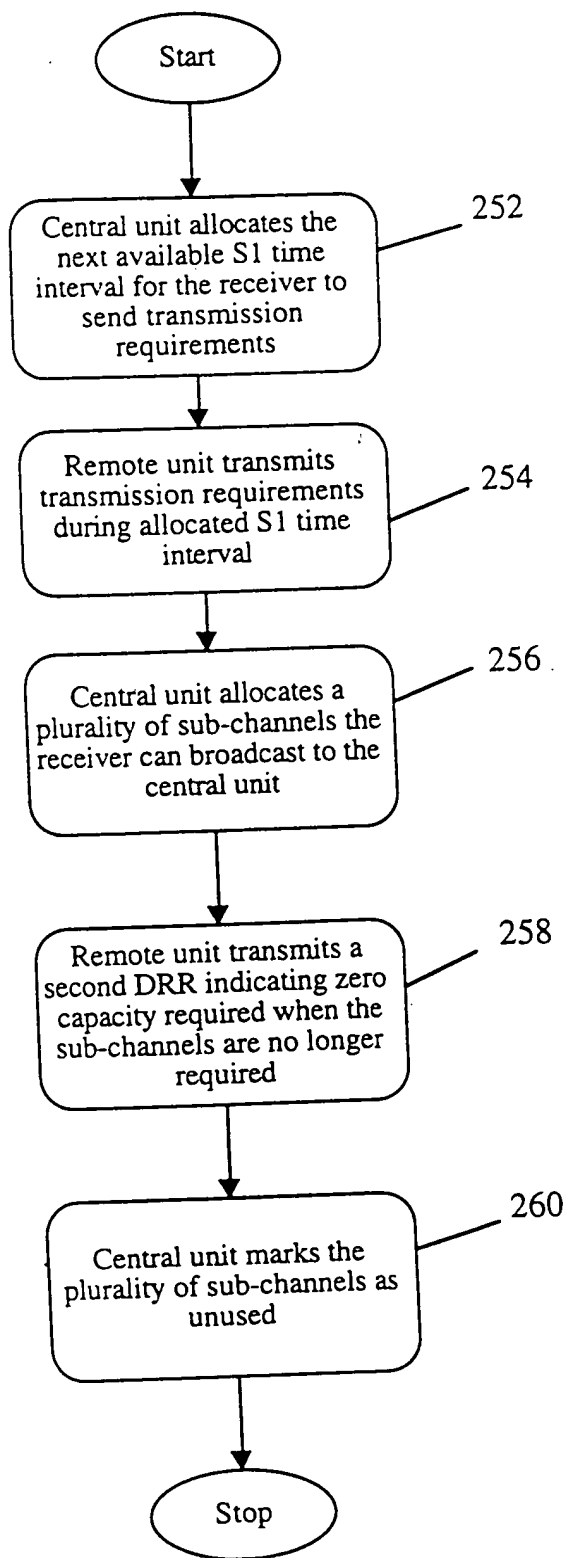 Start
Central unit allocates the
next available S1 time
interval for the receiver to
send transmission
requirements
252
Remote unit transmits
transmission requirements
during allocated S1 time
interval
254
Central unit allocates a
plurality of sub-channels the
receiver can broadcast to the
central unit
256
Remote unit transmits a
second DRR indicating zero
capacity required when the
sub-channels are no longer
required
258
Central unit marks the
plurality of sub-channels as
unused
260
Stop